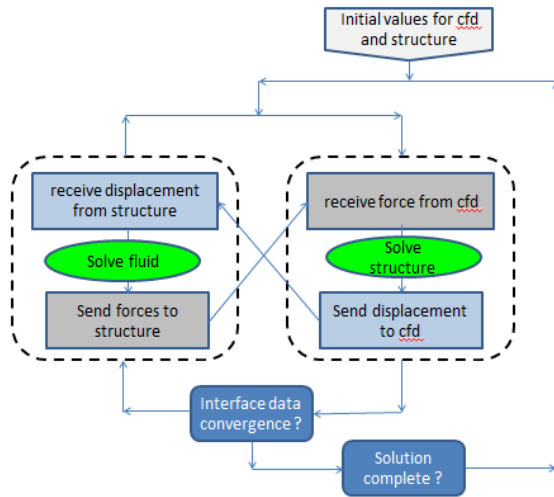 Initial values for cfd
and structure
receive displacement
from structure
Solve fluid
Send forces to
structure
receive force from cfd
Solve
structure
Send displacement
to cfd
Interface data
convergence ?
Solution
complete ?